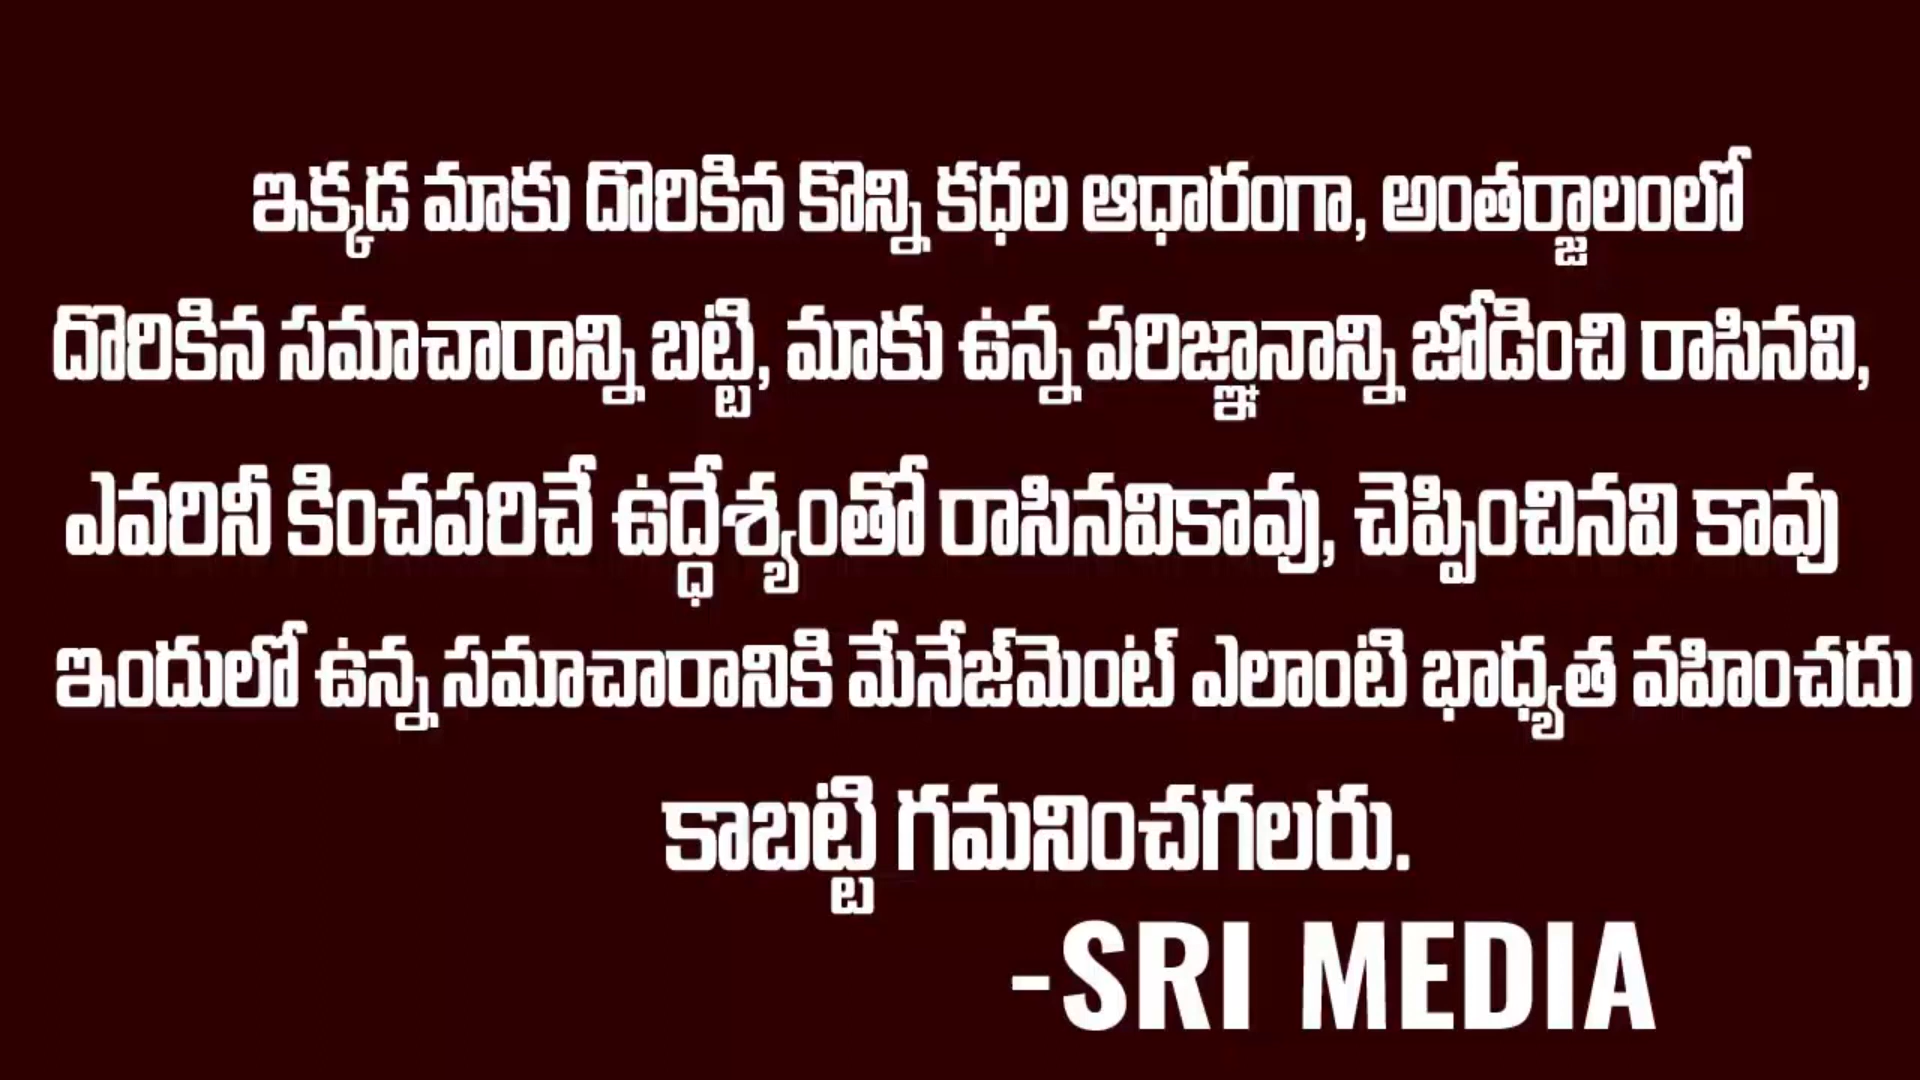 ఇక్కడ మాకు దొరికిన కొన్ని కధల ఆధారంగా, అంతర్జాలంలో
దొరికిన సమాచారాన్ని బట్టి, మాకు ఉన్న పరిజ్ఞానాన్ని జోడించి రాసినవి,
ఎవరినీ కించపరిచే ఉద్ధేశ్యంతో రాసినవికావు, చెప్పించినవి కావు
ఇందులో ఉన్న సమాచారానికి మేనేజ్‌మెంట్ ఎలాంటి భాధ్యత వహించదు
కాబట్టి గమనించగలరు.
-SRI MEDIA